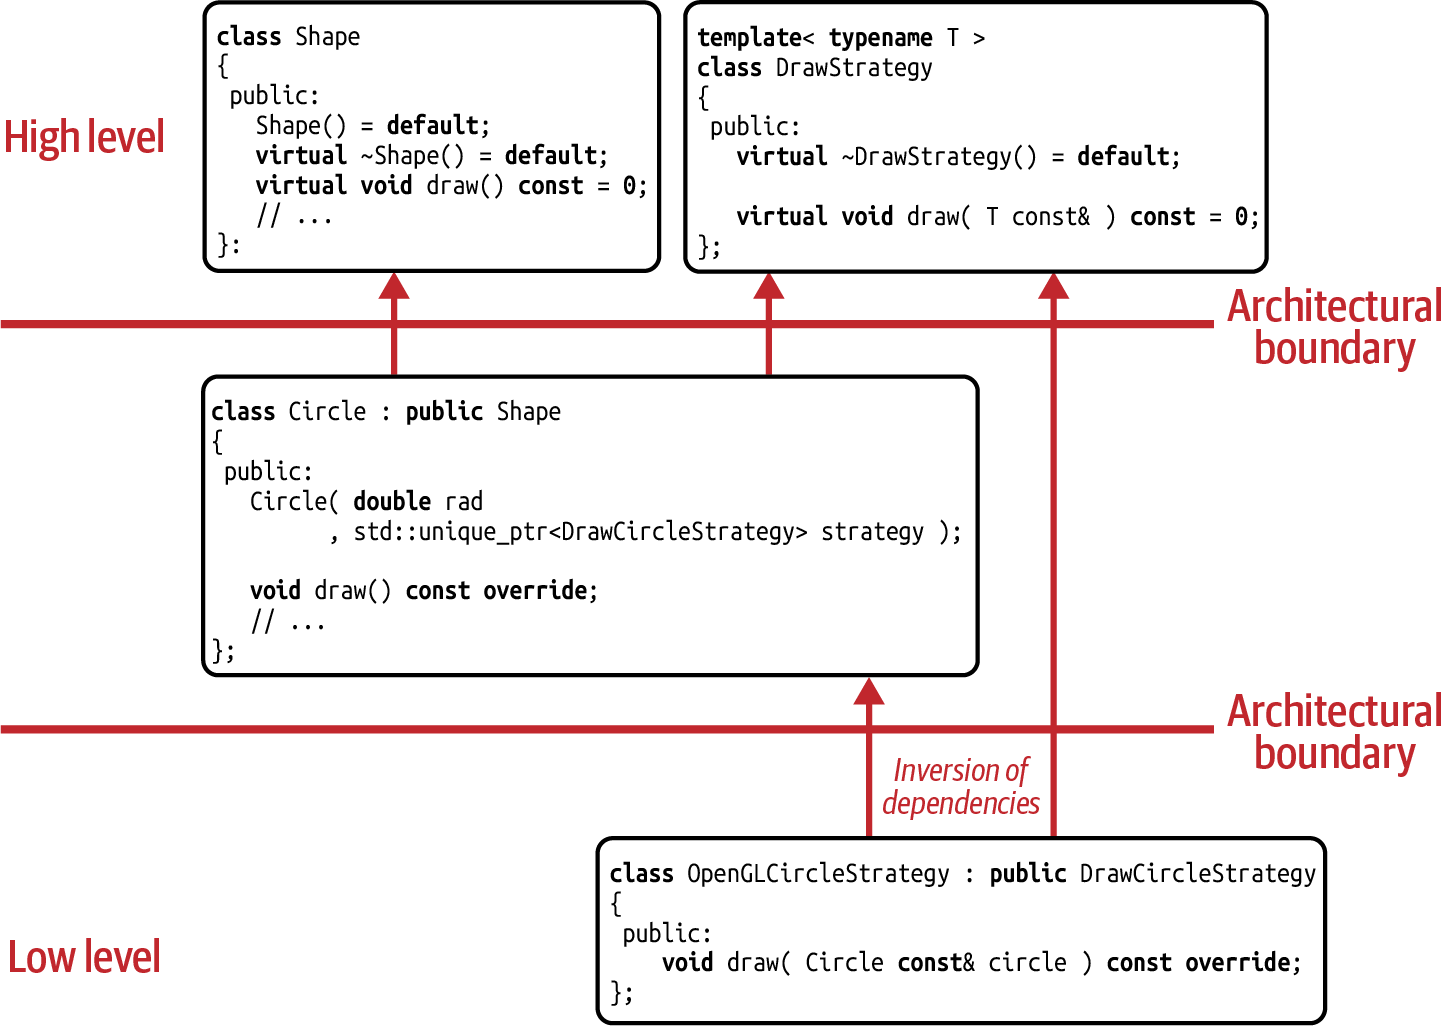 class Shape
{
public:
Shape() = default;
virtual ~Shape() = default;
virtual void draw() const = 0;
// ...
}:
template< typename T >
class DrawStrategy
{
public:
virtual ~DrawStrategy() = default;
virtual void draw( T const& ) const = 0;
};
High level
Architectural
boundary
class Circle : public Shape
{
public:
Circle( double rad
, std::unique_ptr<DrawCircleStrategy> strategy );
void draw() const override;
// ...
};
Architectural
boundary
Inversion of
dependencies
class OpenGLCircleStrategy : public DrawCircleStrategy
{
public:
void draw( Circle const& circle ) const override;
};
Low level